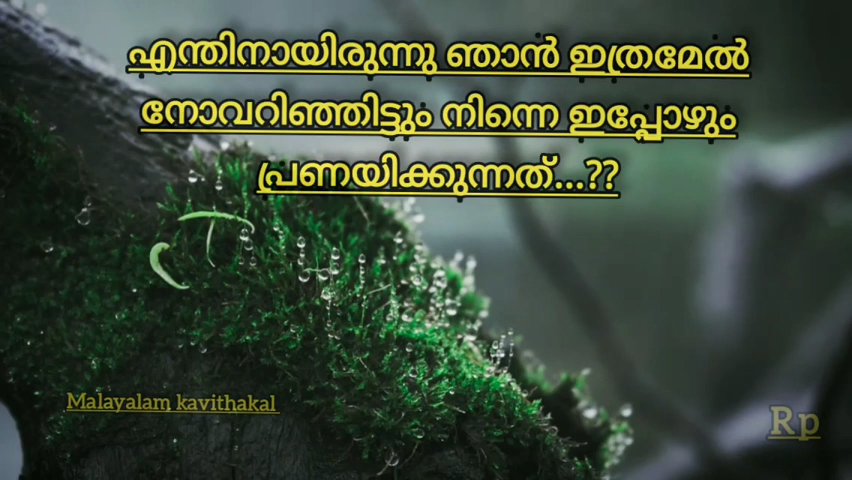 എന്തിനായിരുന്നു ഞാൻ ഇത്രമേൽ
നോവറിഞ്ഞിട്ടും നിന്നെ ഇപ്പോഴും
പ്രണയിക്കുന്നത്...??
Malayalam kavithakal
Rp